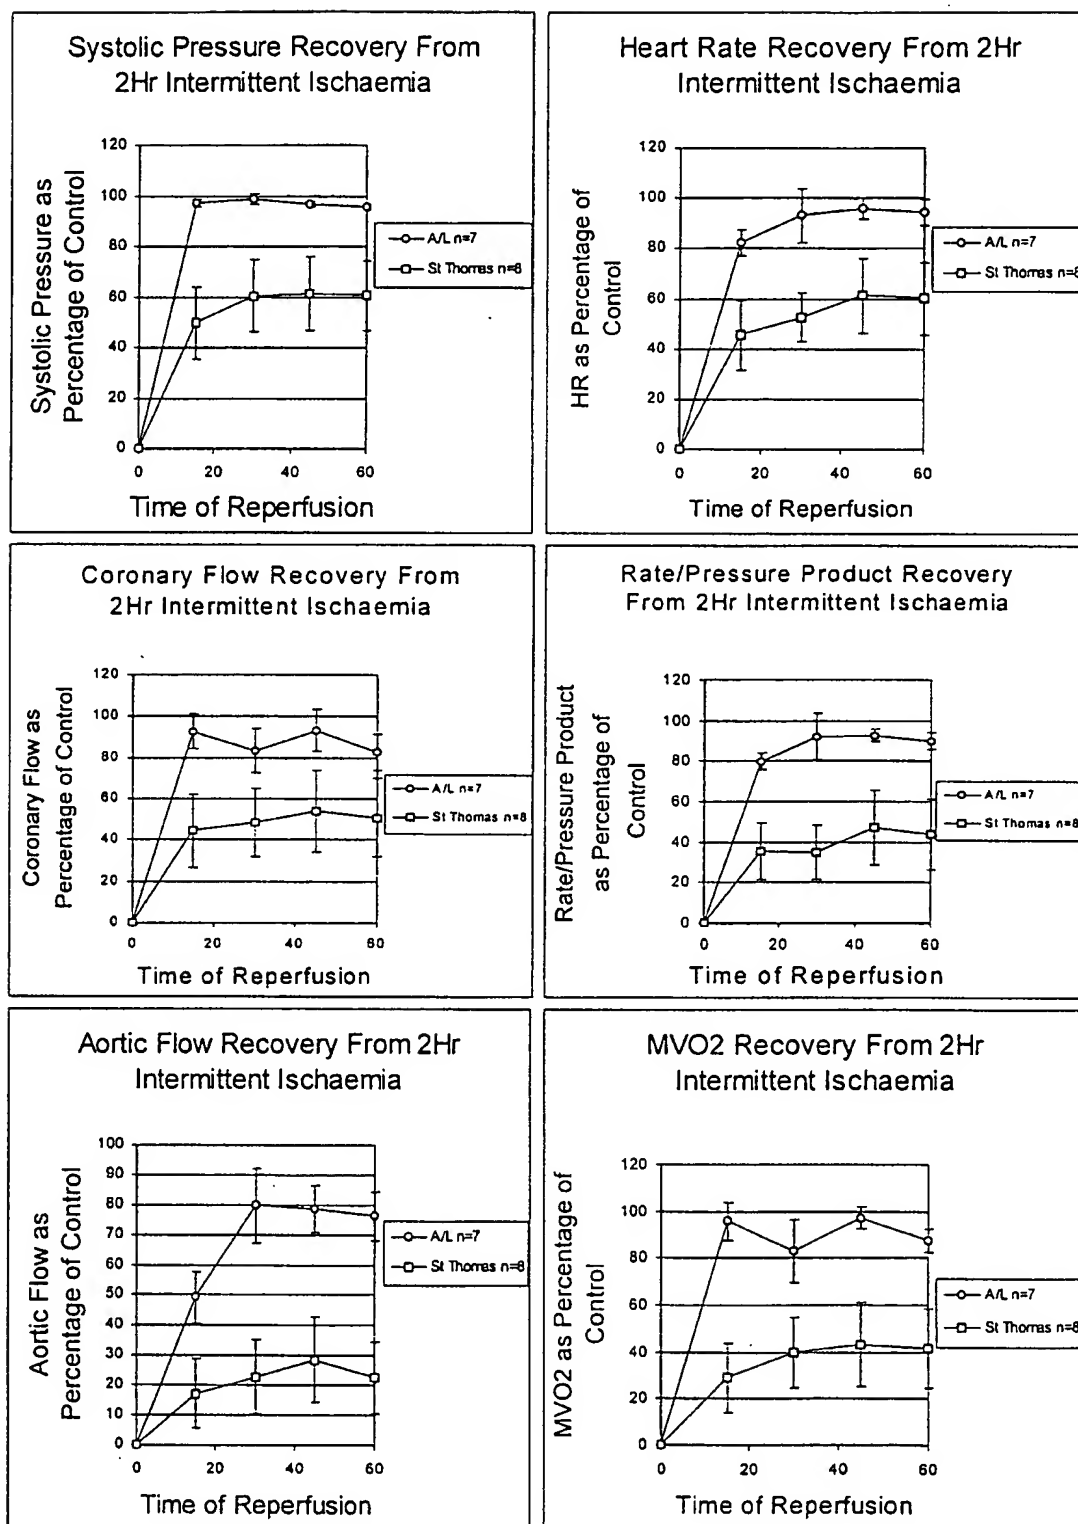 Systolic Pressure Recovery From
2Hr Intermittent Ischaemia
Systolic Pressure as
Percentage of Control
120
100
80
60
40
20
0
0 20 40 60
Time of Reperfusion
A/L n=7
St Thomas n=8
Heart Rate Recovery From 2Hr
Intermittent Ischaemia
HR as Percentage of
Control
120
100
80
60
40
20
0
0 20 40 60
Time of Reperfusion
A/L n=7
St Thomas n=8
Coronary Flow Recovery From
2Hr Intermittent Ischaemia
Coronary Flow as
Percentage of Control
120
100
80
60
40
20
0
0 20 40 60
Time of Reperfusion
A/L n=7
St Thomas n=8
Rate/Pressure Product Recovery
From 2Hr Intermittent Ischaemia
Rate/Pressure Product
as Percentage of
Control
120
100
80
60
40
20
0
0 20 40 60
Time of Reperfusion
A/L n=7
St Thomas n=8
Aortic Flow Recovery From 2Hr
Intermittent Ischaemia
Aortic Flow as
Percentage of Control
100
90
80
70
60
50
40
30
20
10
0
0 20 40 60
Time of Reperfusion
A/L n=7
St Thomas n=8
MVO2 Recovery From 2Hr
Intermittent Ischaemia
MVO2 as Percentage of
Control
120
100
80
60
40
20
0
0 20 40 60
Time of Reperfusion
A/L n=7
St Thomas n=8